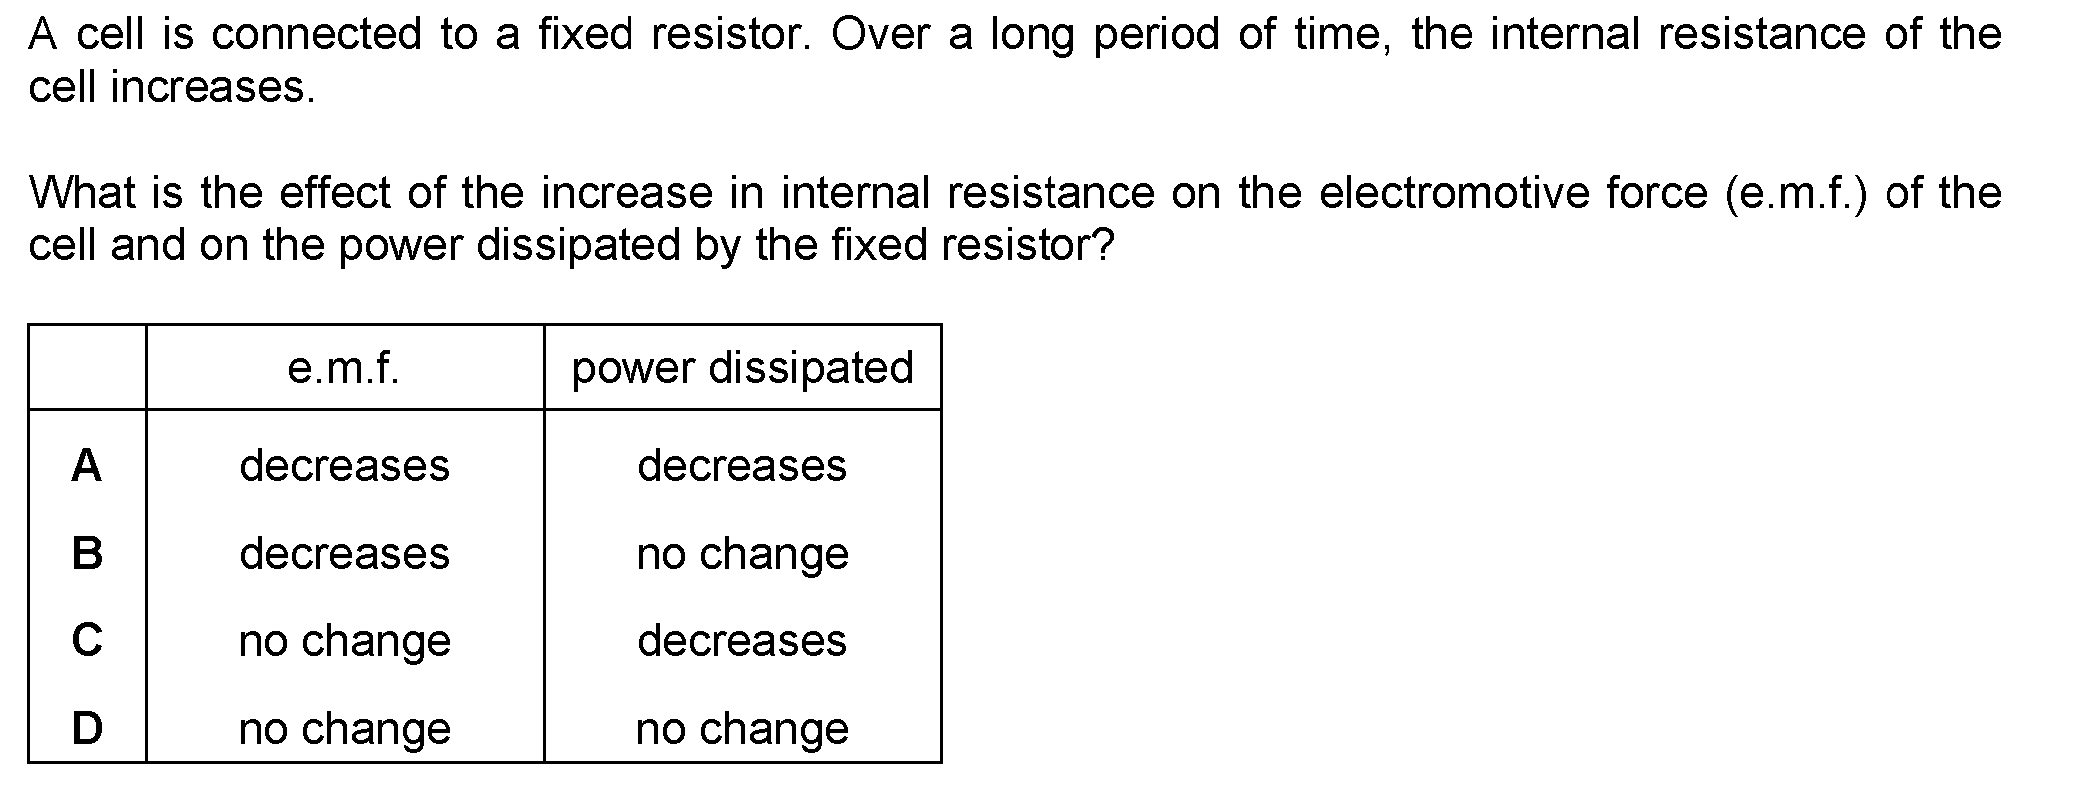 A cell is connected to a fixed resistor. Over a long period of time, the internal resistance of the
cell increases.
What is the effect of the increase in internal resistance on the electromotive force (e.m.f.) of the
cell and on the power dissipated by the fixed resistor?
e.m.f. power dissipated
A decreases decreases
B decreases no change
C no change decreases
D no change no change